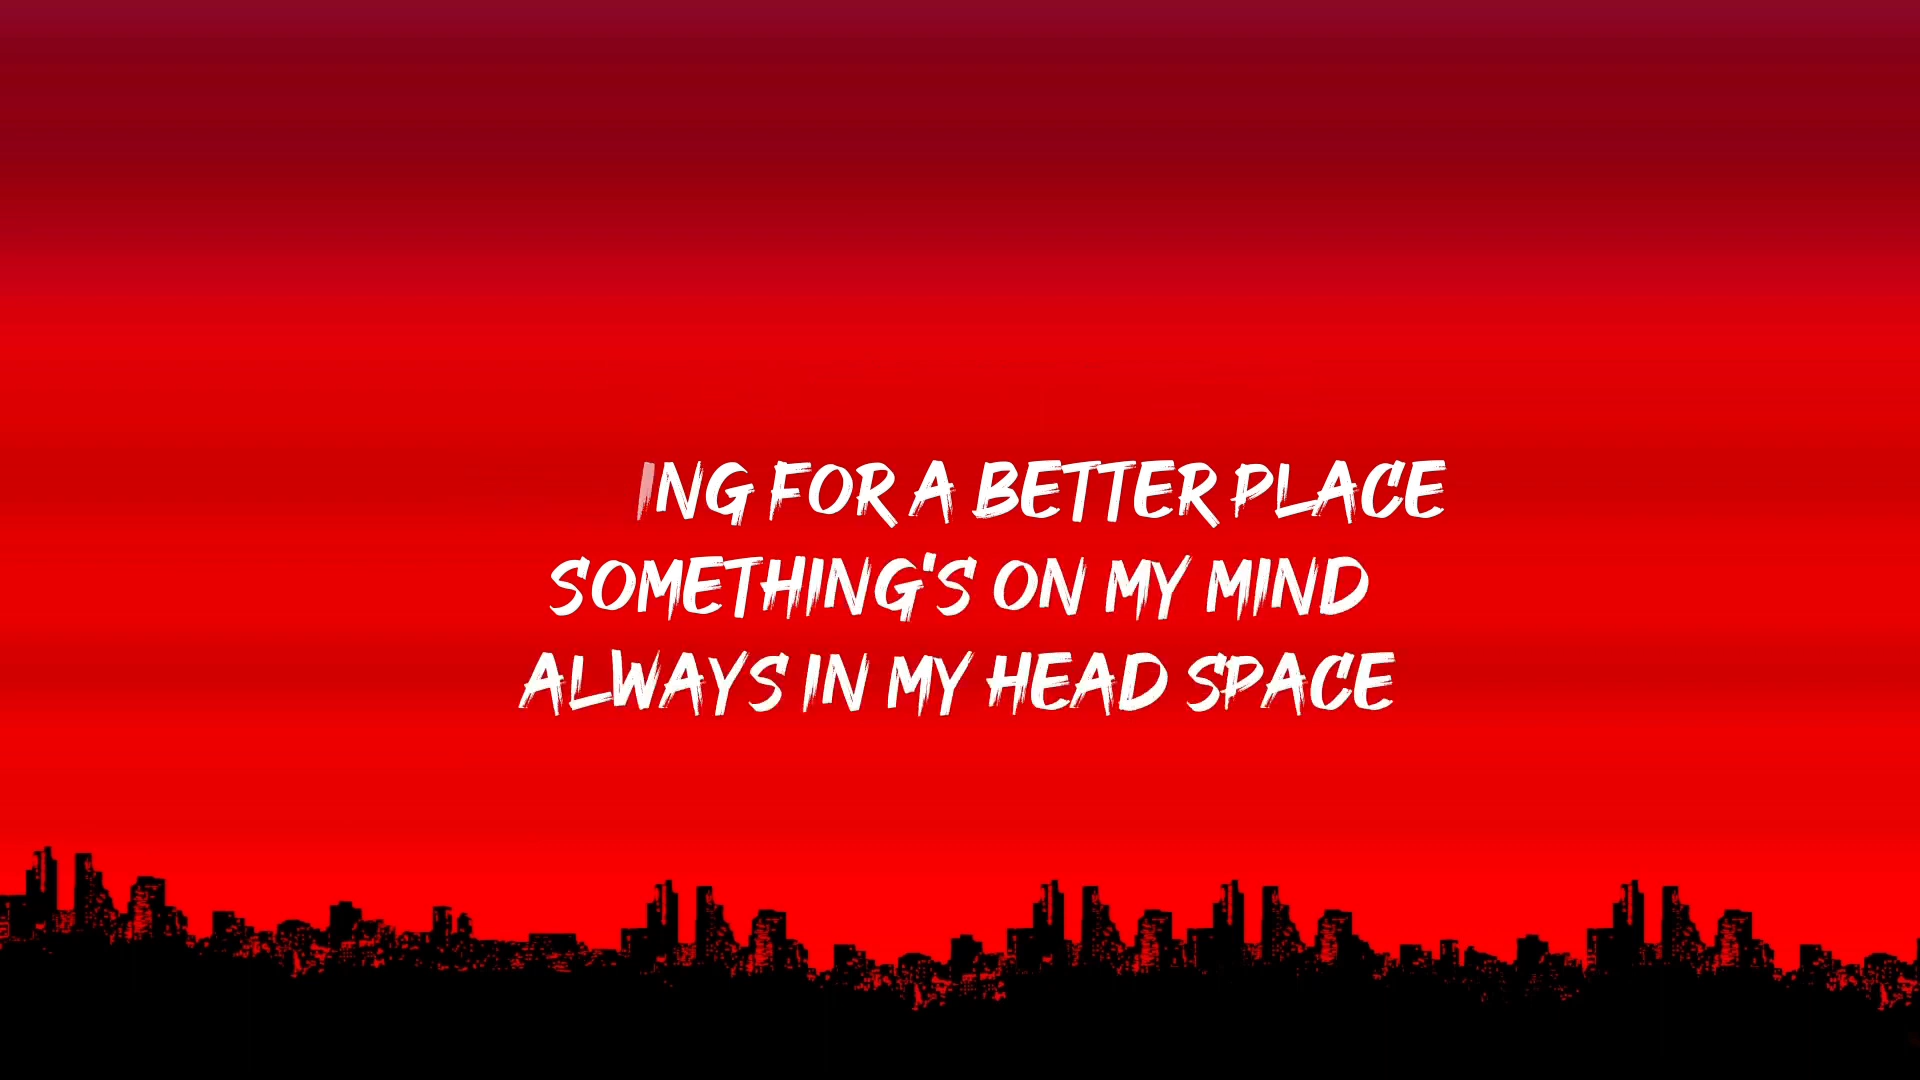 ING FOR A BETTER PLACE
SOMETHING'S ON MY MIND
ALWAYS IN MY HEAD SPACE